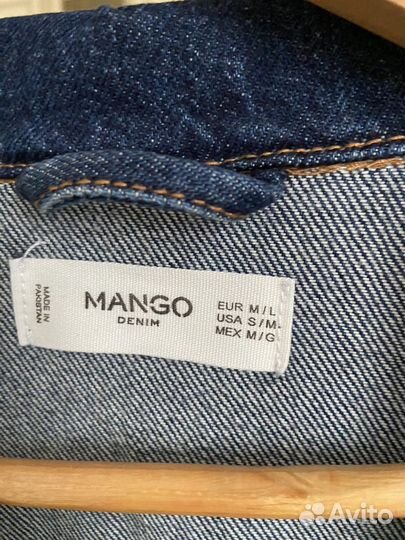 MADE IN
PAKISTAN
MANGO
DENIM
EUR M/L
USA S/M
MEX M/G
Avito